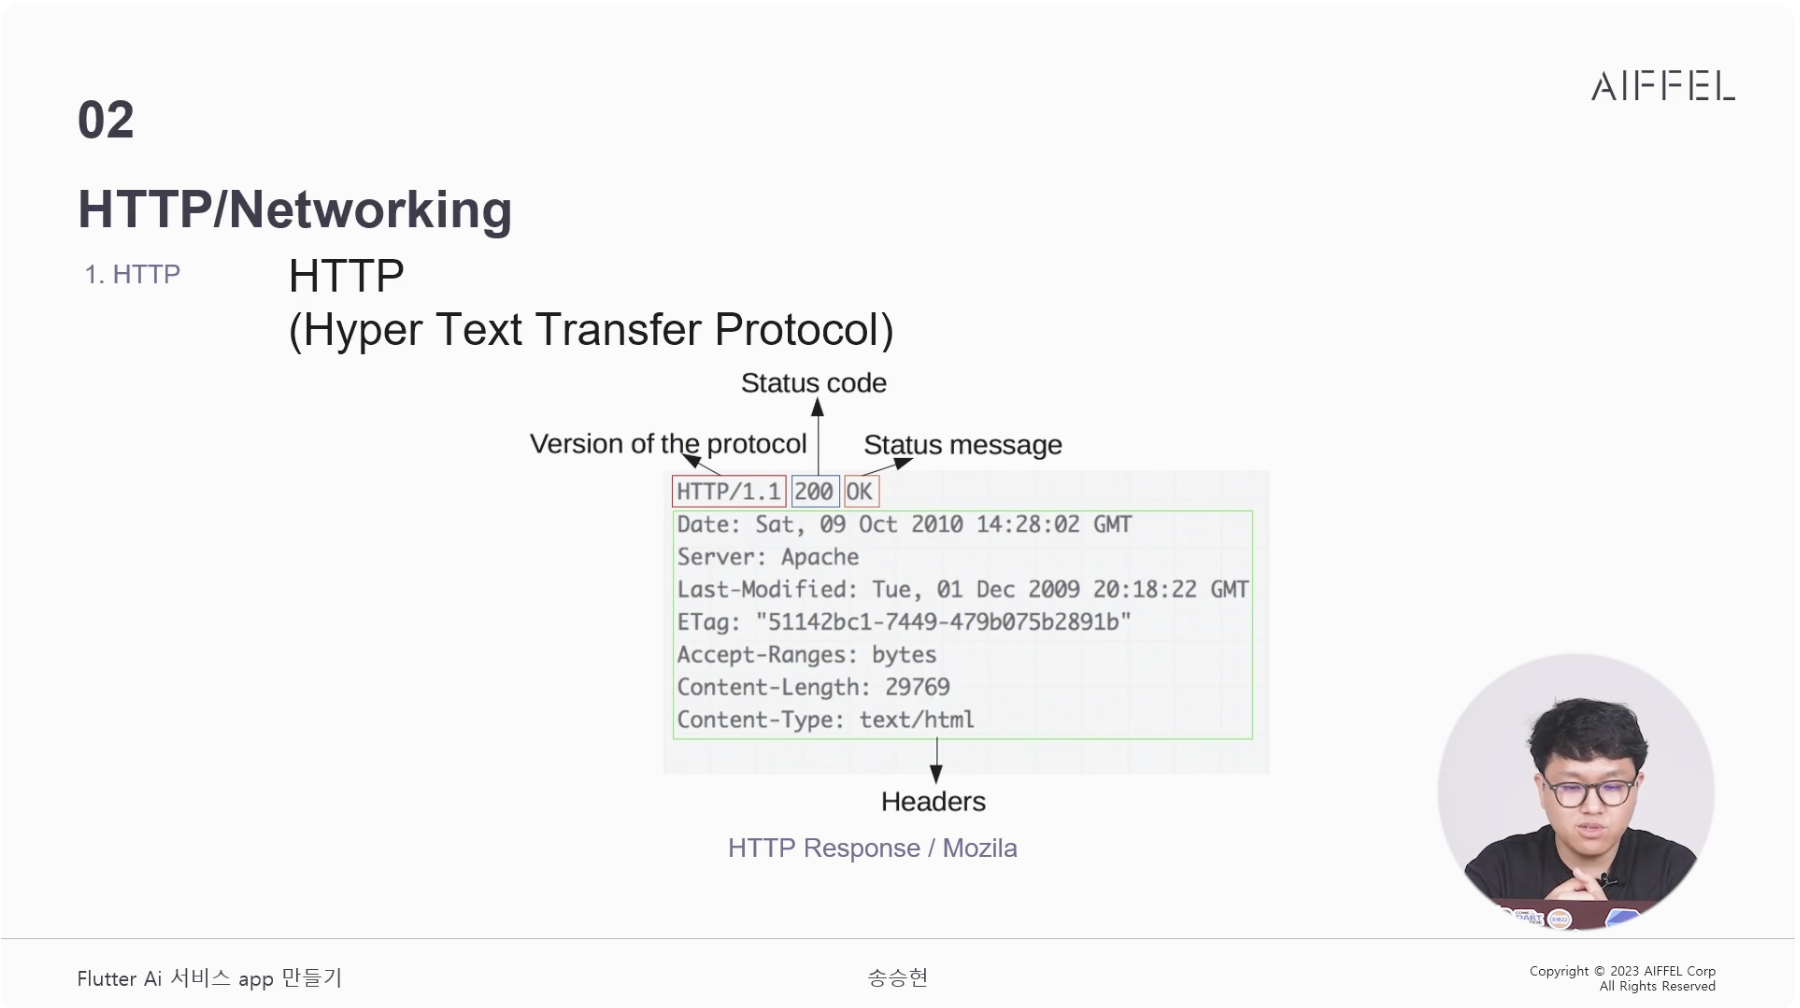 AIFFEL
02
HTTP/Networking
1. HTTP
HTTP
(Hyper Text Transfer Protocol)
Status code
Version of the protocol
Status message
HTTP/1.1 200 OK
Date: Sat, 09 Oct 2010 14:28:02 GMT
Server: Apache
Last-Modified: Tue, 01 Dec 2009 20:18:22 GMT
ETag: "51142bc1-7449-479b075b2891b"
Accept-Ranges: bytes
Content-Length: 29769
Content-Type: text/html
Headers
HTTP Response / Mozila
Flutter Ai 서비스 app 만들기
송승현
Copyright © 2023 AIFFEL Corp
All Rights Reserved